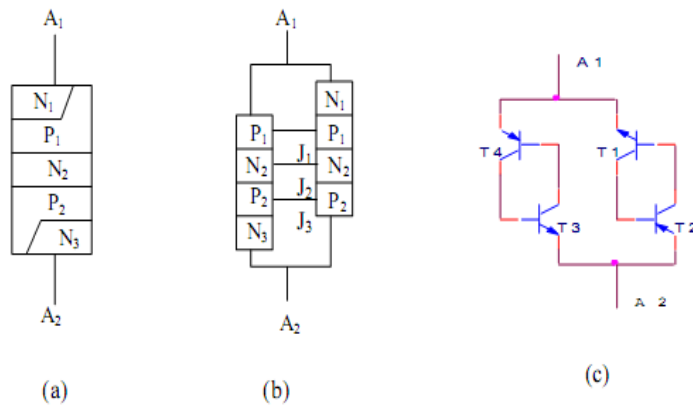 A₁
N₁
P₁
N₂
P₂
N₃
A₂
(a)
A₁
N₁
P₁ P₁
J₁
N₂ N₂
J₂
P₂ P₂
J₃
N₃
A₂
(b)
A 1
T4 T1
T3 T2
A 2
(c)